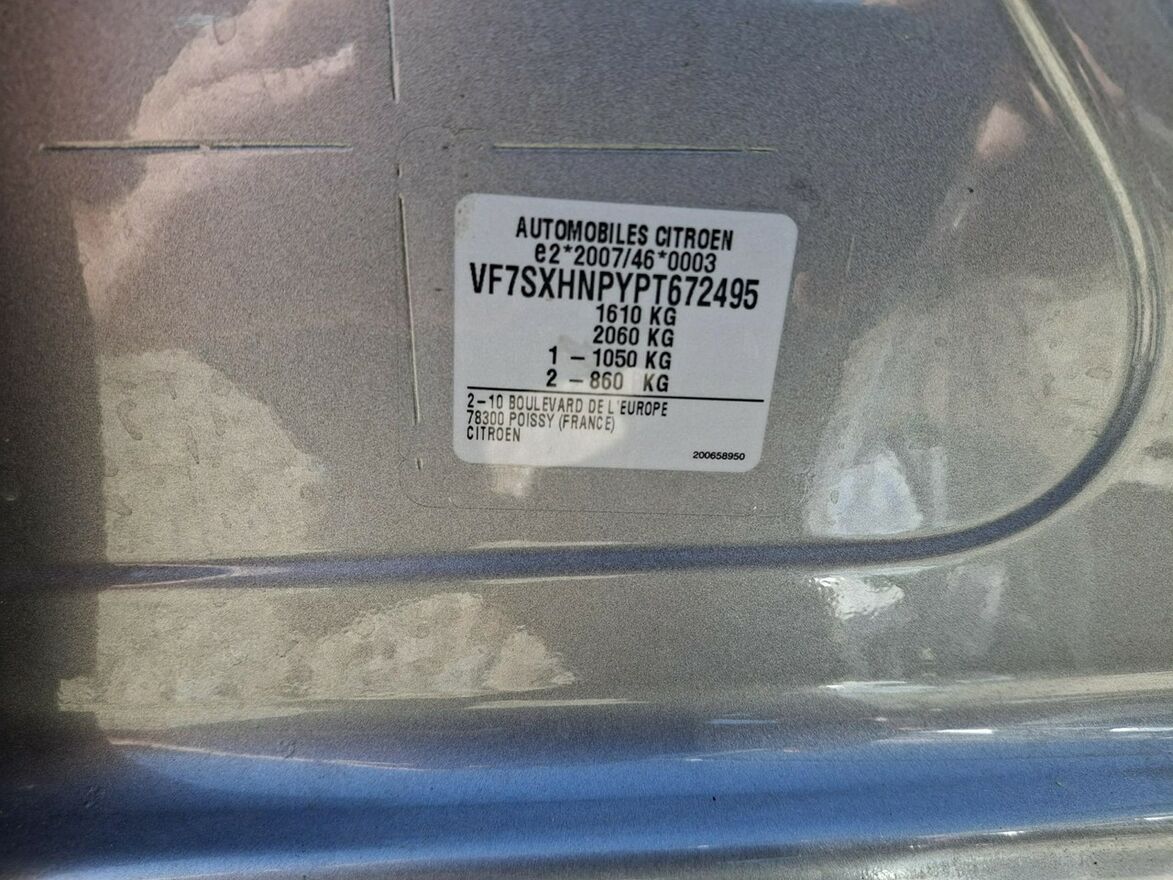 AUTOMOBILES CITROEN
e2*2007/46*0003
VF7SXHNPYPT672495
1610 KG
2060 KG
1 – 1050 KG
2 – 860 KG
2–10 BOULEVARD DE L'EUROPE
78300 POISSY (FRANCE)
CITROEN
200658950